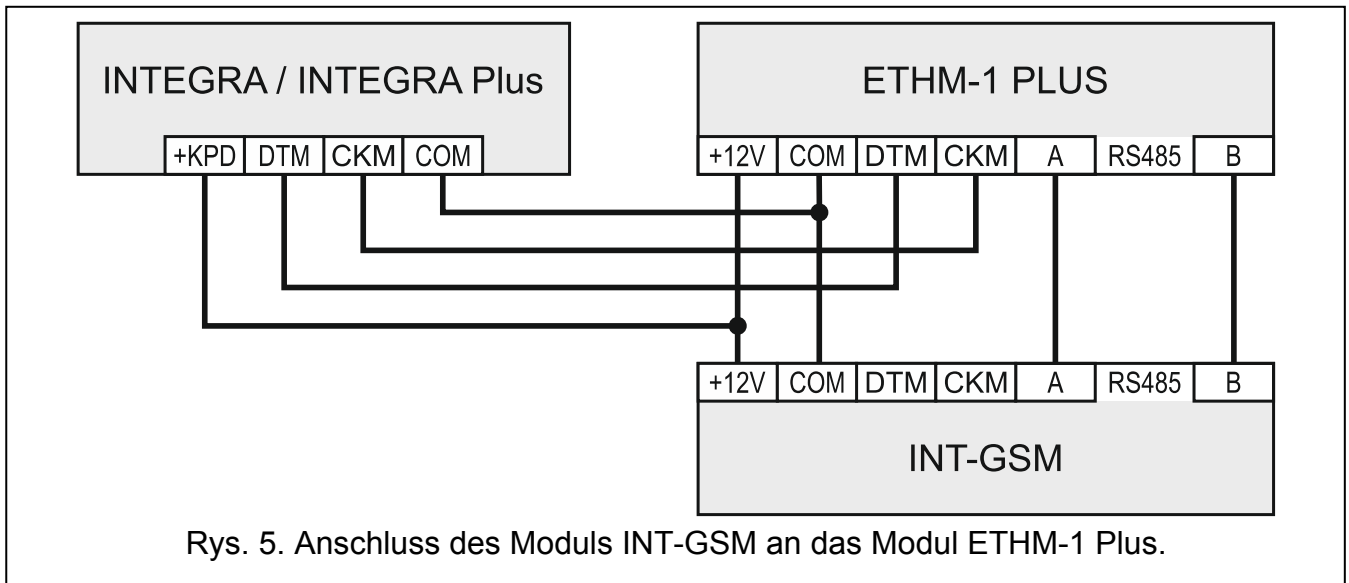 INTEGRA / INTEGRA Plus
+KPD DTM CKM COM
ETHM-1 PLUS
+12V COM DTM CKM A RS485 B
+12V COM DTM CKM A RS485 B
INT-GSM
Rys. 5. Anschluss des Moduls INT-GSM an das Modul ETHM-1 Plus.